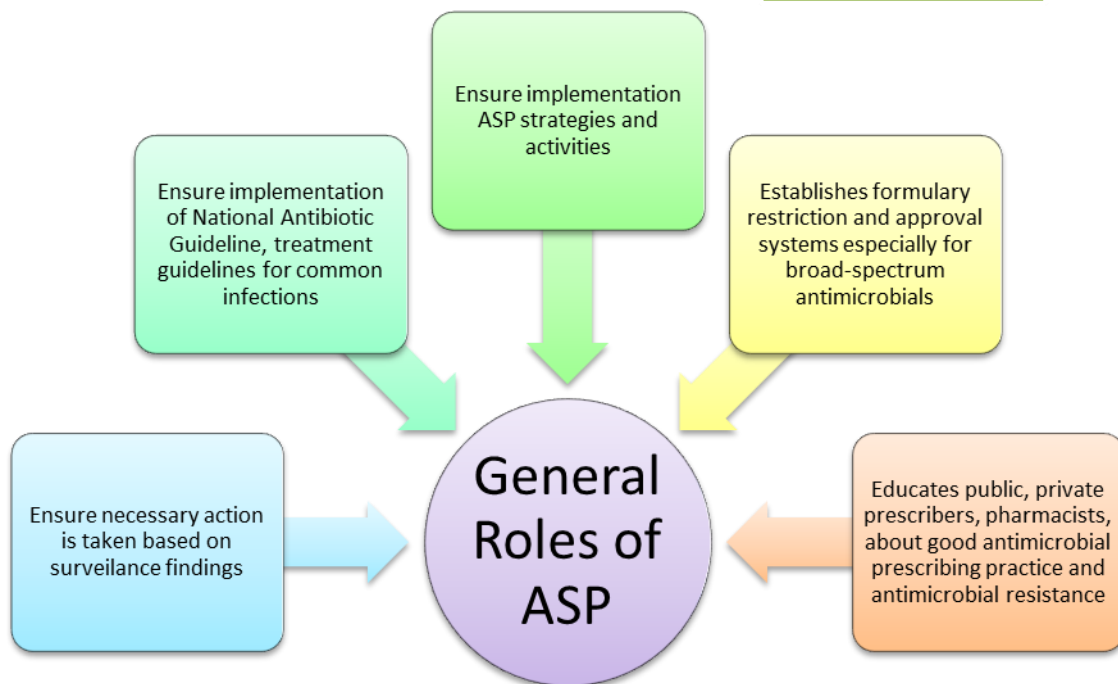 Ensure implementation
ASP strategies and
activities
Ensure implementation
of National Antibiotic
Guideline, treatment
guidelines for common
infections
Establishes formulary
restriction and approval
systems especially for
broad-spectrum
antimicrobials
Ensure necessary action
is taken based on
surveilance findings
General
Roles of
ASP
Educates public, private
prescribers, pharmacists,
about good antimicrobial
prescribing practice and
antimicrobial resistance